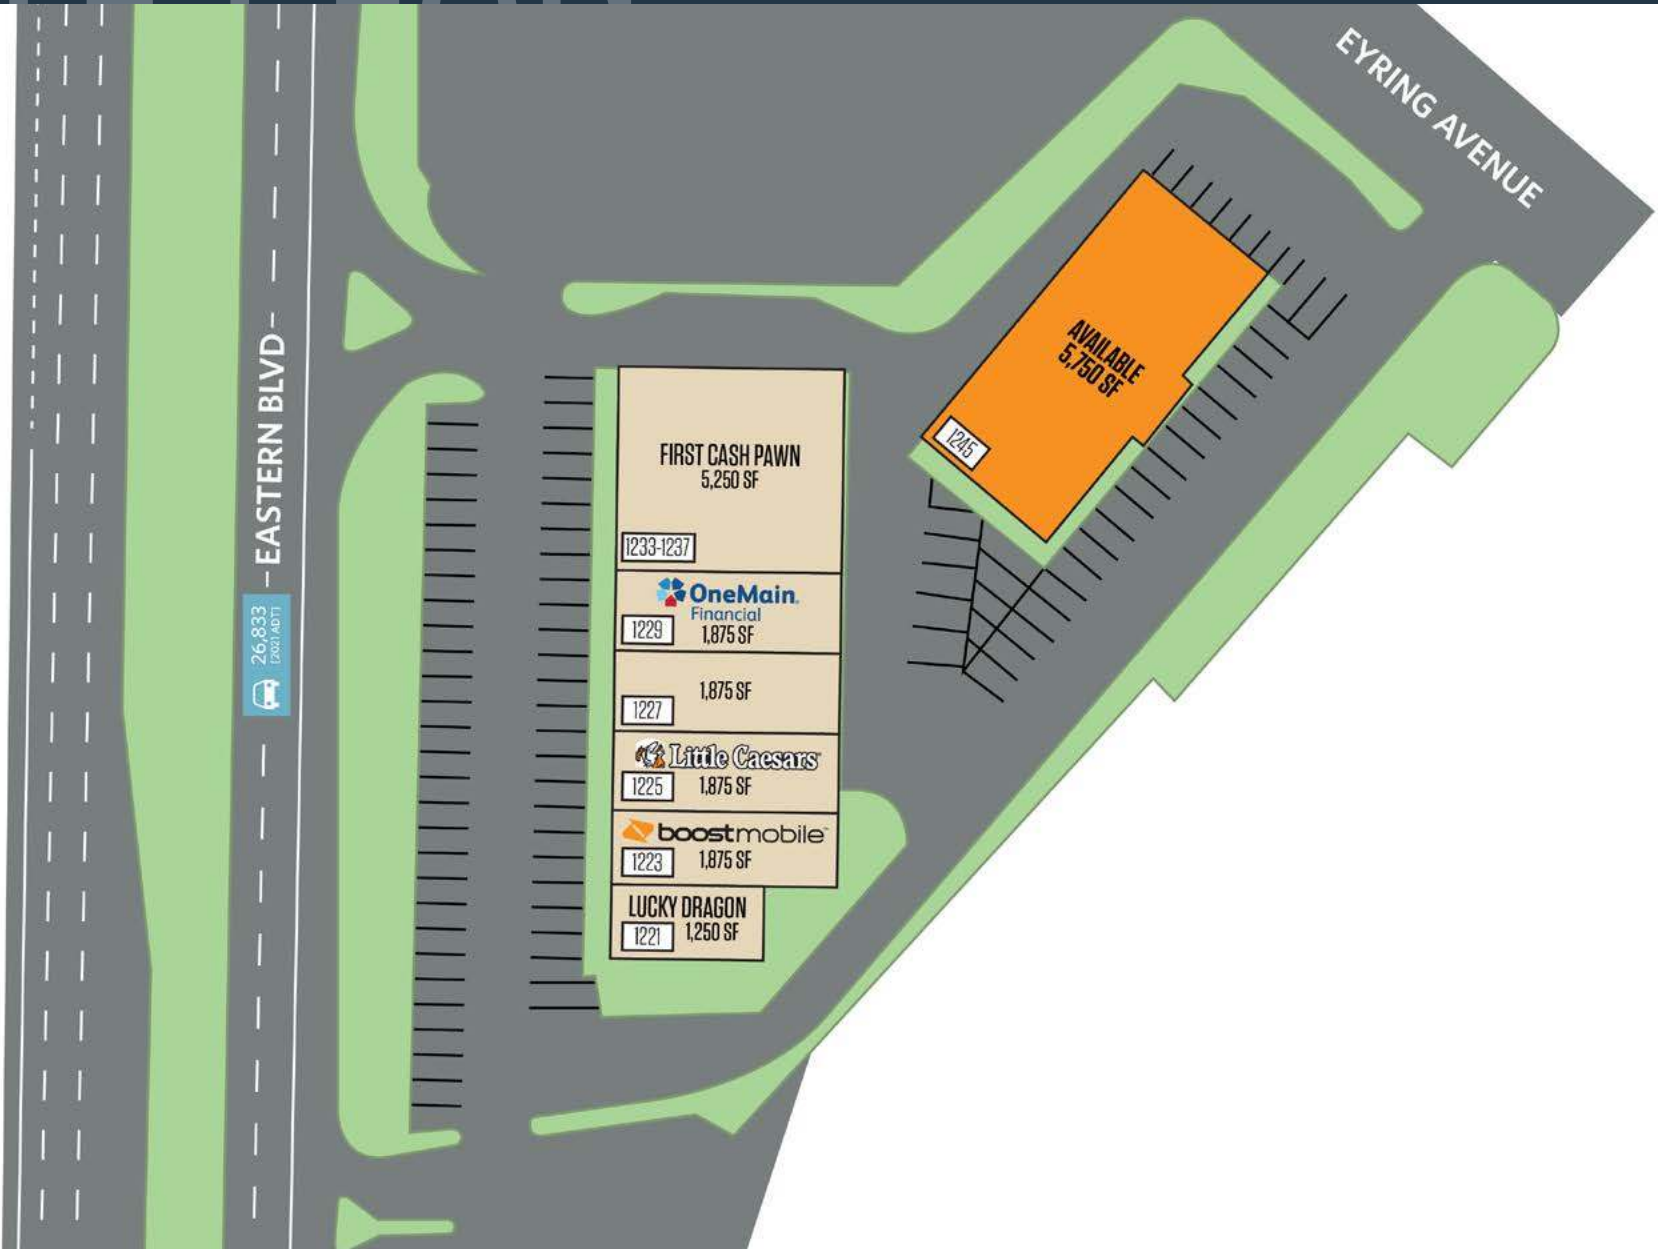 EYRING AVENUE
EASTERN BLVD
26,833
[2021 ADT]
AVAILABLE
5,750 SF
1245
FIRST CASH PAWN
5,250 SF
1233-1237
OneMain
Financial
1229 1,875 SF
1,875 SF
1227
Little Caesars
1225 1,875 SF
boostmobile
1223 1,875 SF
LUCKY DRAGON
1221 1,250 SF